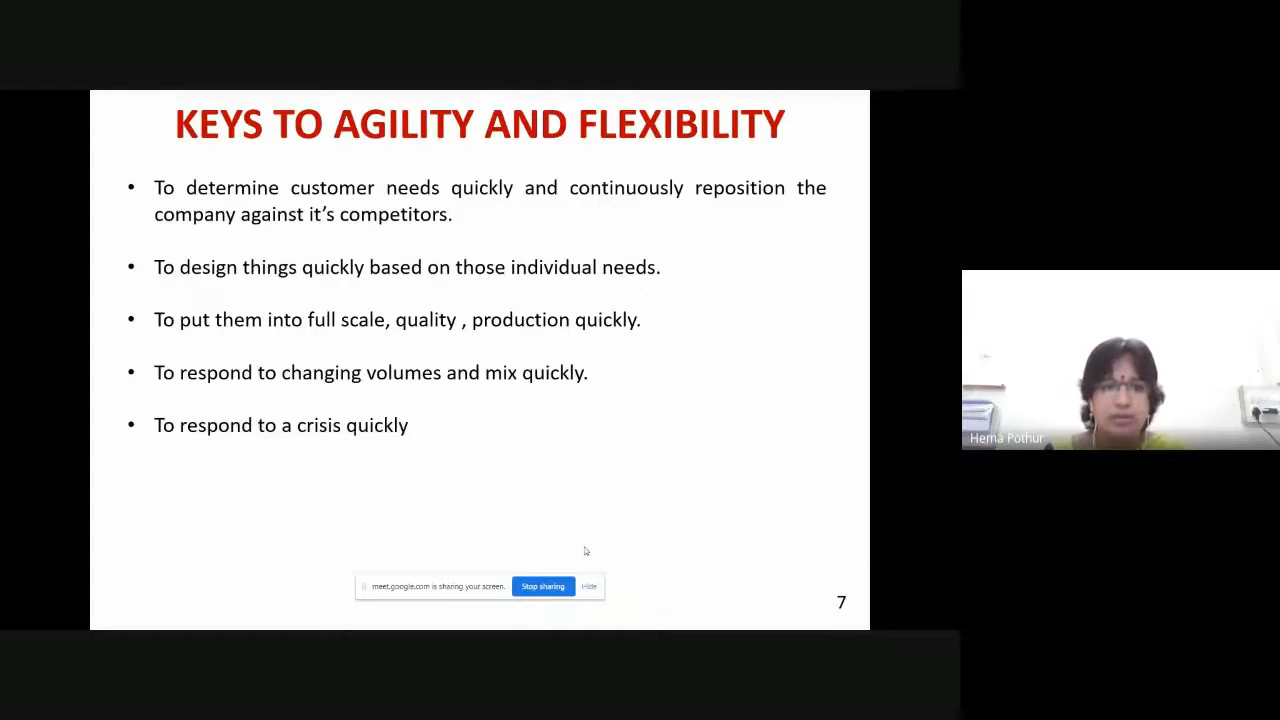 KEYS TO AGILITY AND FLEXIBILITY
• To determine customer needs quickly and continuously reposition the
company against it’s competitors.
• To design things quickly based on those individual needs.
• To put them into full scale, quality , production quickly.
• To respond to changing volumes and mix quickly.
• To respond to a crisis quickly
Hema Pothur
meet.google.com is sharing your screen. Stop sharing Hide
7